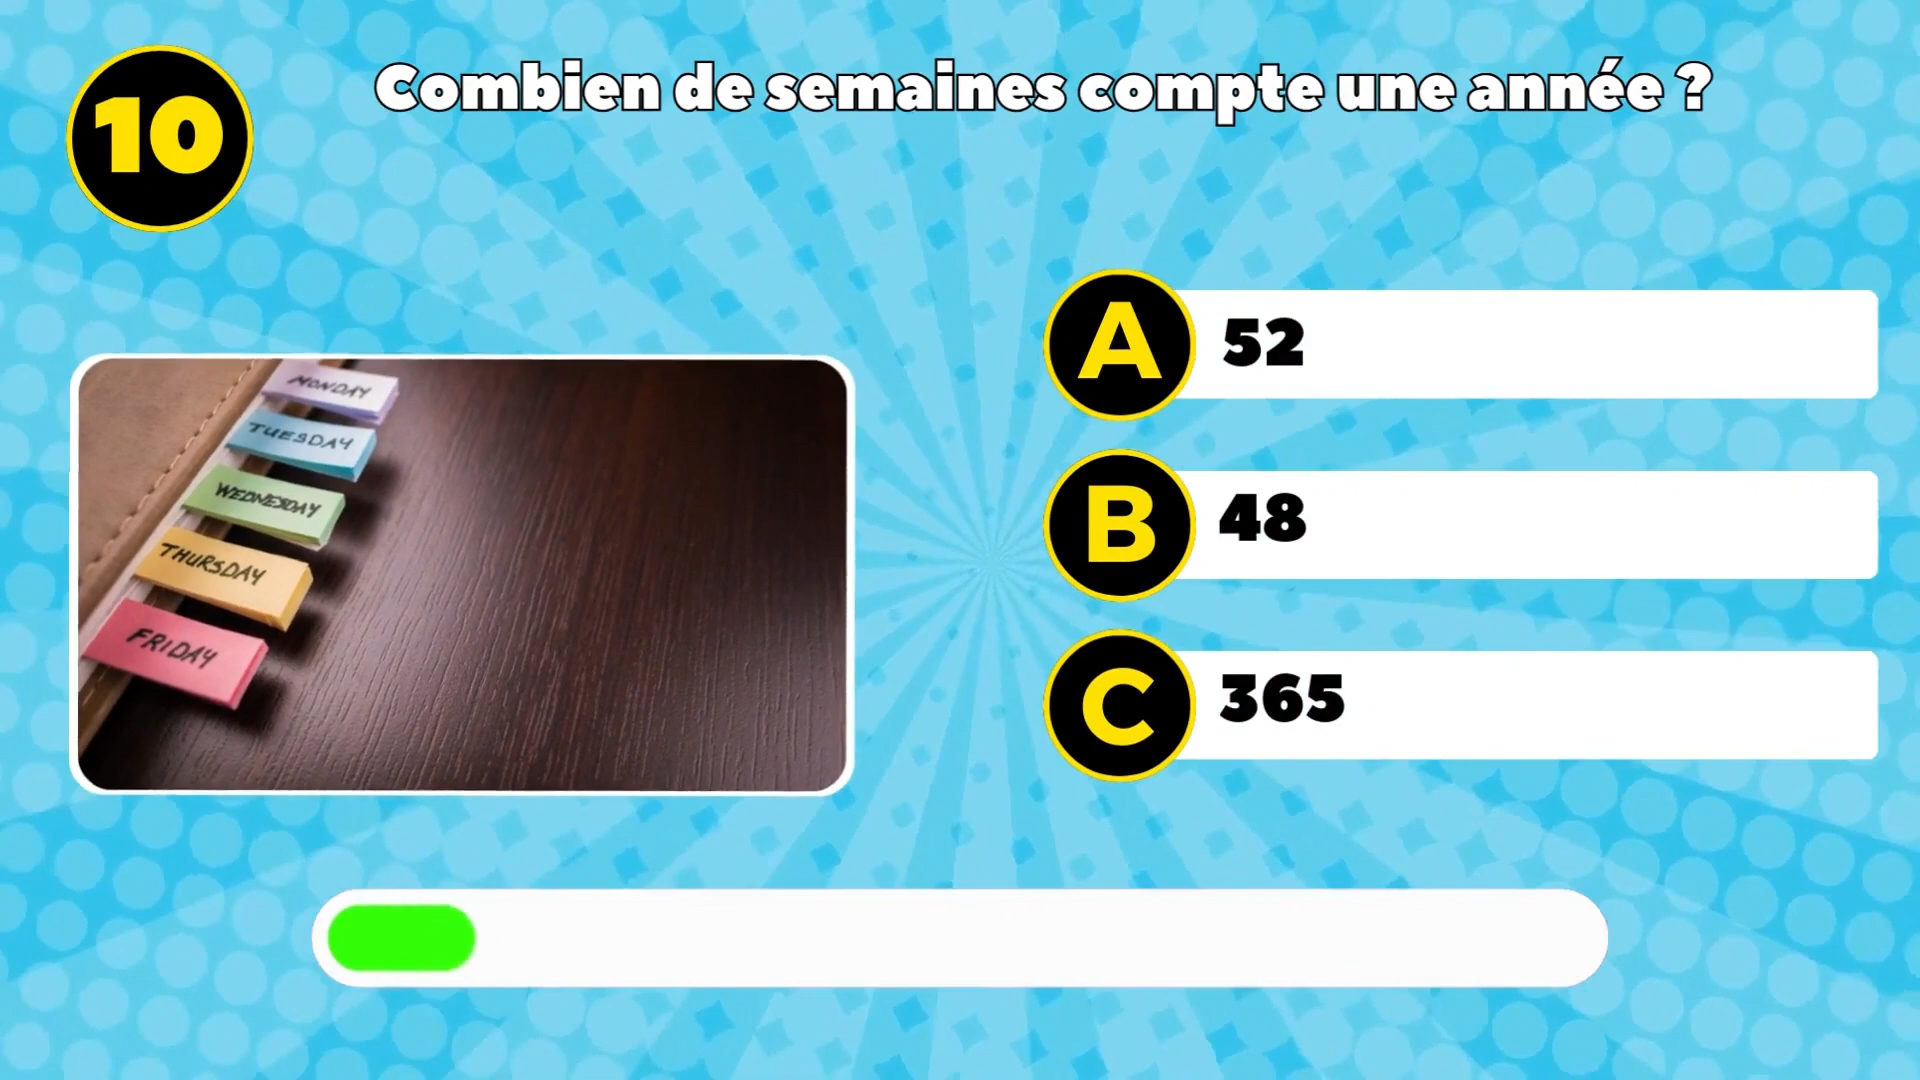 10
Combien de semaines compte une année ?
MONDAY
TUESDAY
WEDNESDAY
THURSDAY
FRIDAY
A 52
B 48
C 365